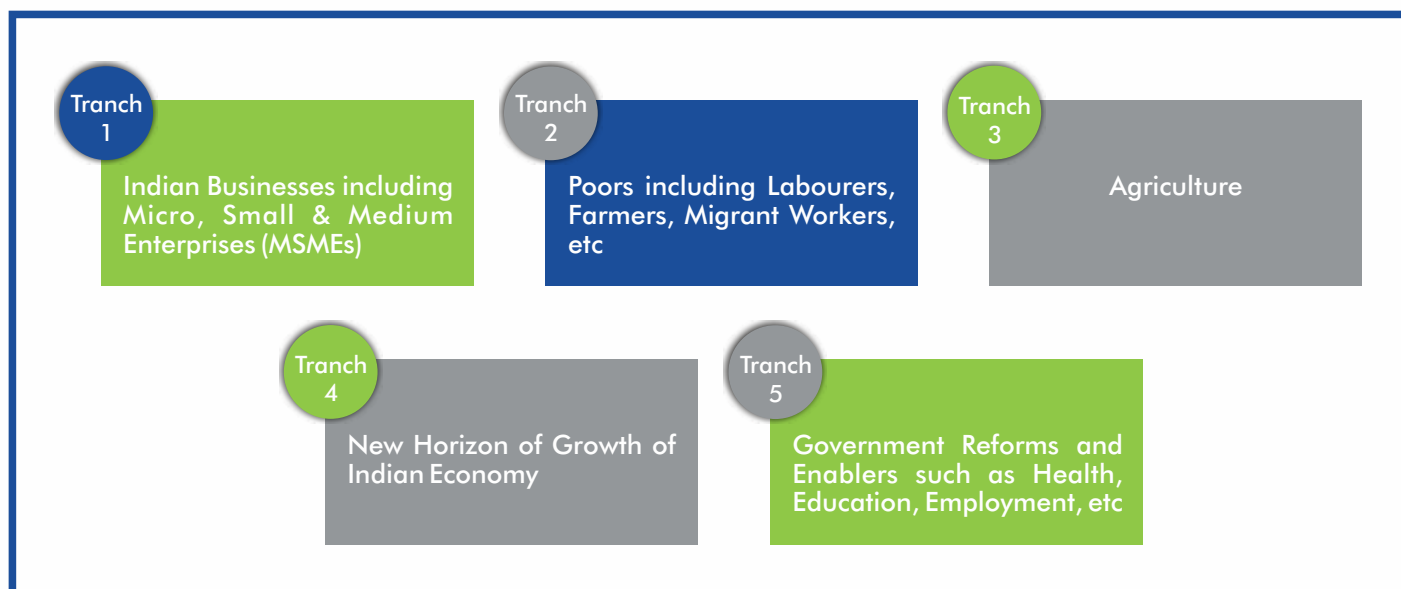 Tranch
1
Indian Businesses including
Micro, Small & Medium
Enterprises (MSMEs)
Tranch
2
Poors including Labourers,
Farmers, Migrant Workers,
etc
Tranch
3
Agriculture
Tranch
4
New Horizon of Growth of
Indian Economy
Tranch
5
Government Reforms and
Enablers such as Health,
Education, Employment, etc